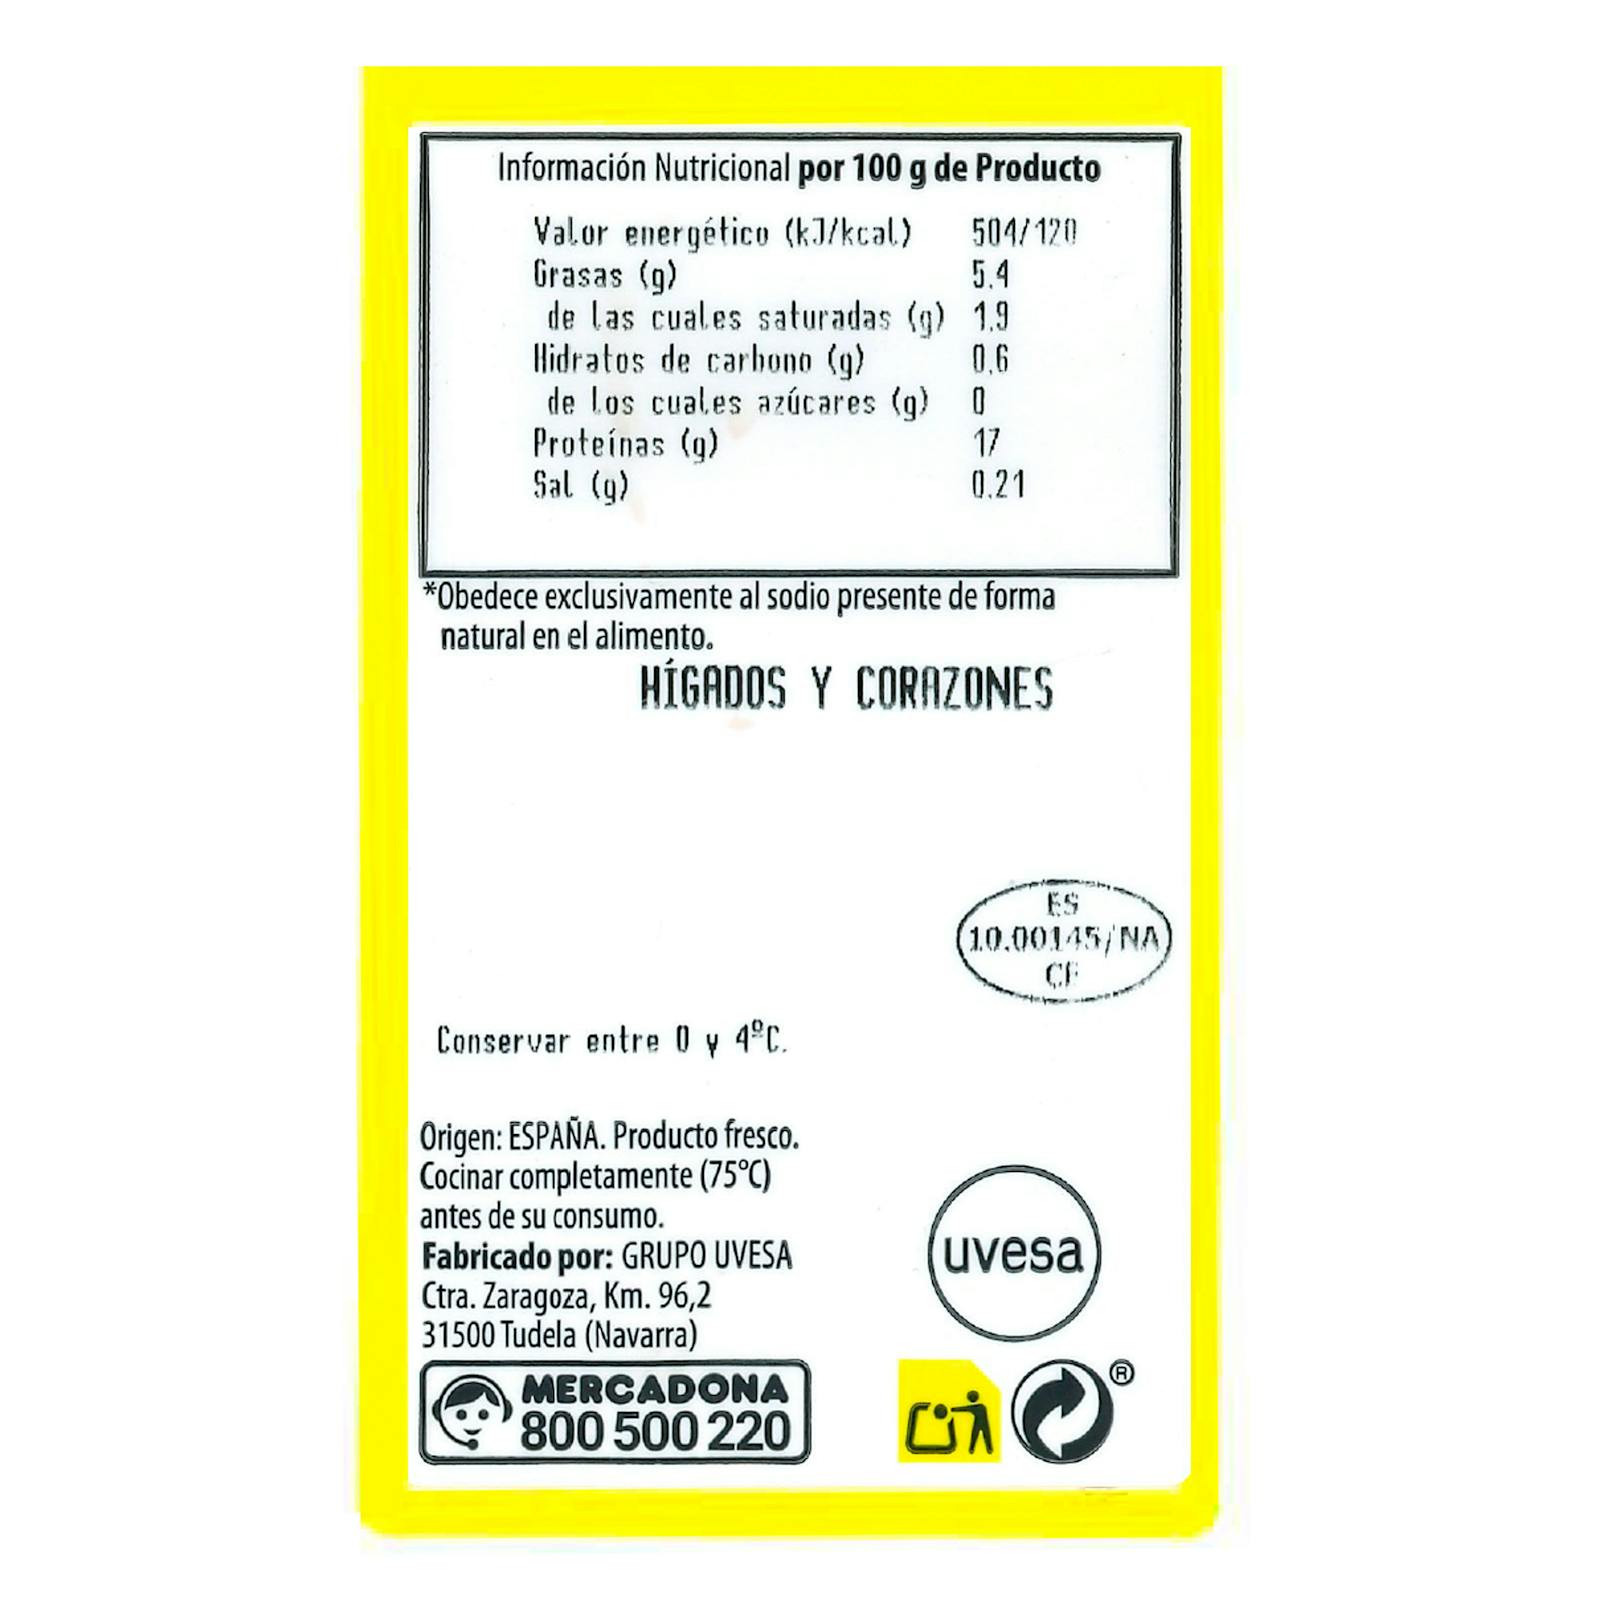 Información Nutricional por 100 g de Producto
Valor energético (kJ/kcal) 504/120
Grasas (g) 5.4
de las cuales saturadas (g) 1.9
Hidratos de carbono (g) 0.6
de los cuales azúcares (g) 0
Proteínas (g) 17
Sal (g) 0.21
*Obedece exclusivamente al sodio presente de forma
natural en el alimento.
HÍGADOS Y CORAZONES
ES
10.00145/NA
CF
Conservar entre 0 y 4ºC.
Origen: ESPAÑA. Producto fresco.
Cocinar completamente (75°C)
antes de su consumo.
Fabricado por: GRUPO UVESA
Ctra. Zaragoza, Km. 96,2
31500 Tudela (Navarra)
uvesa
MERCADONA
800 500 220
®